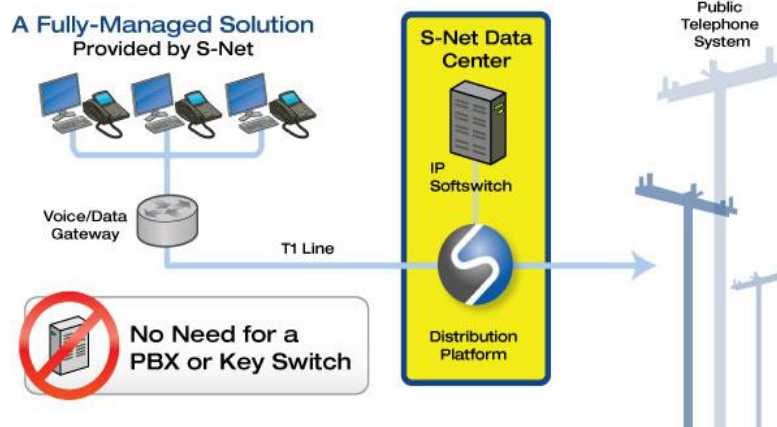 A Fully-Managed Solution
Provided by S-Net
Voice/Data
Gateway
T1 Line
No Need for a
PBX or Key Switch
S-Net Data
Center
IP
Softswitch
Distribution
Platform
Public
Telephone
System